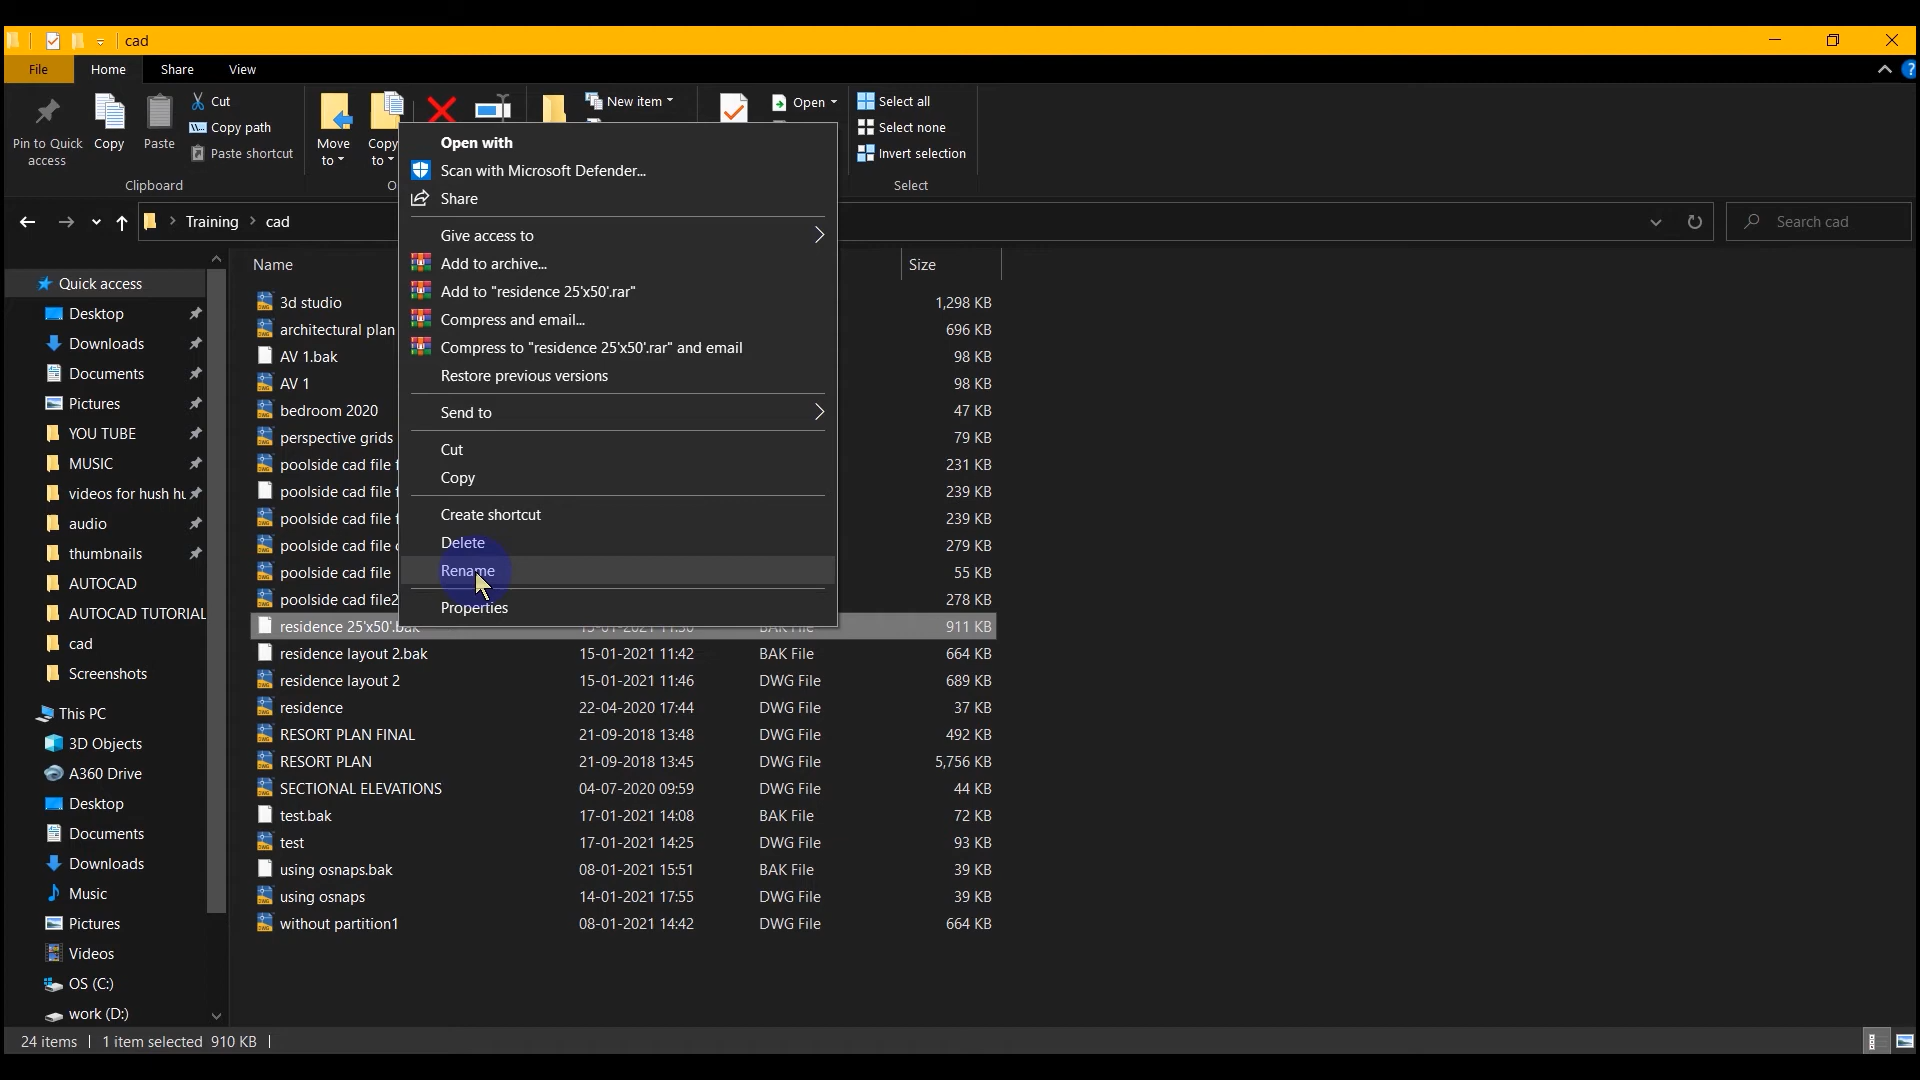 cad
File Home Share View
Pin to Quick access
Copy
Paste
Cut
Copy path
Paste shortcut
Clipboard
Move to
Copy to
New item
Open
Select all
Select none
Invert selection
Select
Training > cad
Search cad
Quick access
Desktop
Downloads
Documents
Pictures
YOU TUBE
MUSIC
videos for hush hu
audio
thumbnails
AUTOCAD
AUTOCAD TUTORIAL
cad
Screenshots
This PC
3D Objects
A360 Drive
Desktop
Documents
Downloads
Music
Pictures
Videos
OS (C:)
work (D:)
Name Size
3d studio 1,298 KB
architectural plan 696 KB
AV 1.bak 98 KB
AV 1 98 KB
bedroom 2020 47 KB
perspective grids 79 KB
poolside cad file f 231 KB
poolside cad file f 239 KB
poolside cad file f 239 KB
poolside cad file 279 KB
poolside cad file 55 KB
poolside cad file2 278 KB
residence 25'x50'.bak 911 KB
residence layout 2.bak 15-01-2021 11:42 BAK File 664 KB
residence layout 2 15-01-2021 11:46 DWG File 689 KB
residence 22-04-2020 17:44 DWG File 37 KB
RESORT PLAN FINAL 21-09-2018 13:48 DWG File 492 KB
RESORT PLAN 21-09-2018 13:45 DWG File 5,756 KB
SECTIONAL ELEVATIONS 04-07-2020 09:59 DWG File 44 KB
test.bak 17-01-2021 14:08 BAK File 72 KB
test 17-01-2021 14:25 DWG File 93 KB
using osnaps.bak 08-01-2021 15:51 BAK File 39 KB
using osnaps 14-01-2021 17:55 DWG File 39 KB
without partition1 08-01-2021 14:42 DWG File 664 KB
Open with
Scan with Microsoft Defender...
Share
Give access to
Add to archive...
Add to "residence 25'x50'.rar"
Compress and email...
Compress to "residence 25'x50'.rar" and email
Restore previous versions
Send to
Cut
Copy
Create shortcut
Delete
Rename
Properties
24 items | 1 item selected 910 KB |